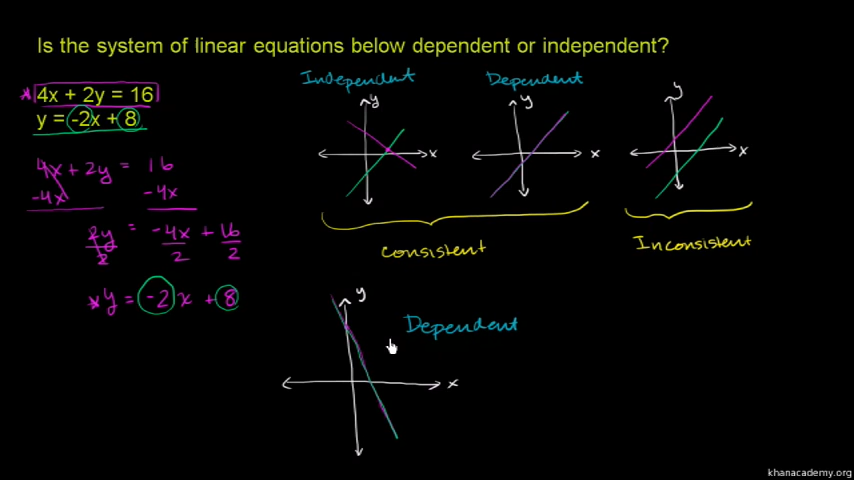 Is the system of linear equations below dependent or independent?
Independent
Dependent
* 4x + 2y = 16
y = -2x + 8
y
x
y
x
y
x
4x + 2y = 16
-4x -4x
2y = -4x + 16
2 2 2
*y = -2x + 8
consistent
Inconsistent
y
x
Dependent
khanacademy.org